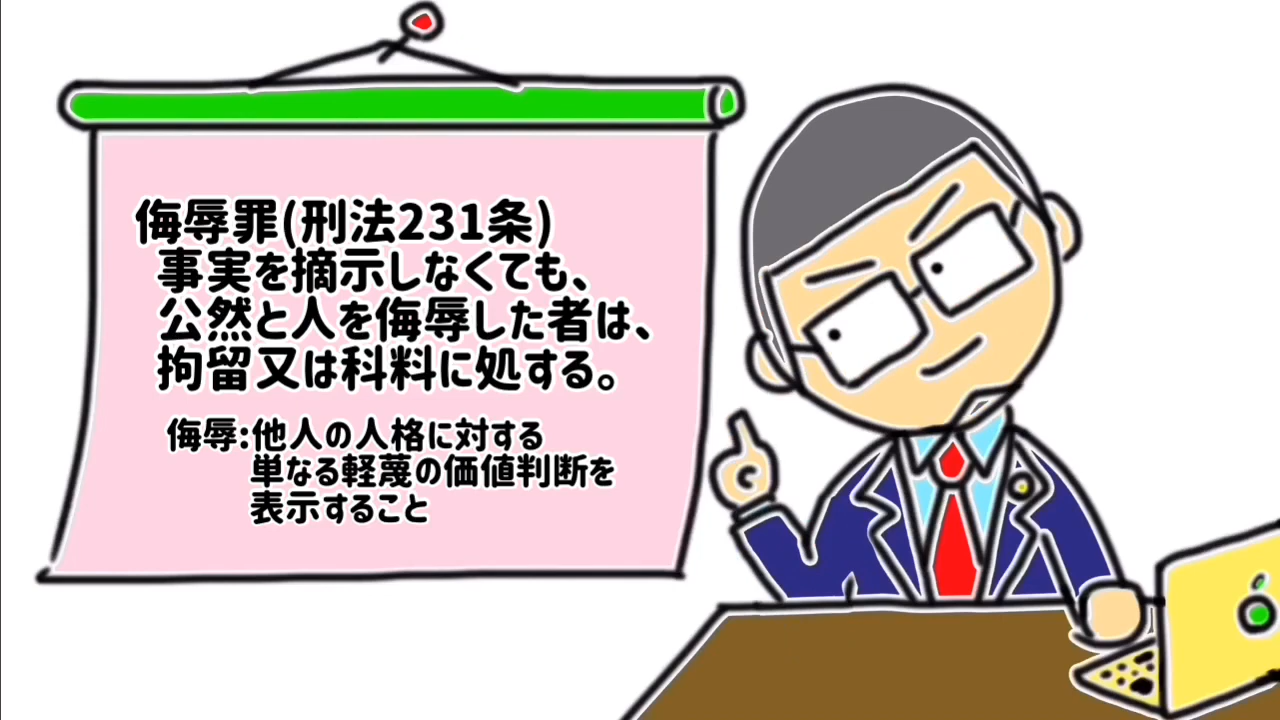 侮辱罪(刑法231条)
事実を摘示しなくても、
公然と人を侮辱した者は、
拘留又は科料に処する。
侮辱:他人の人格に対する
単なる軽蔑の価値判断を
表示すること